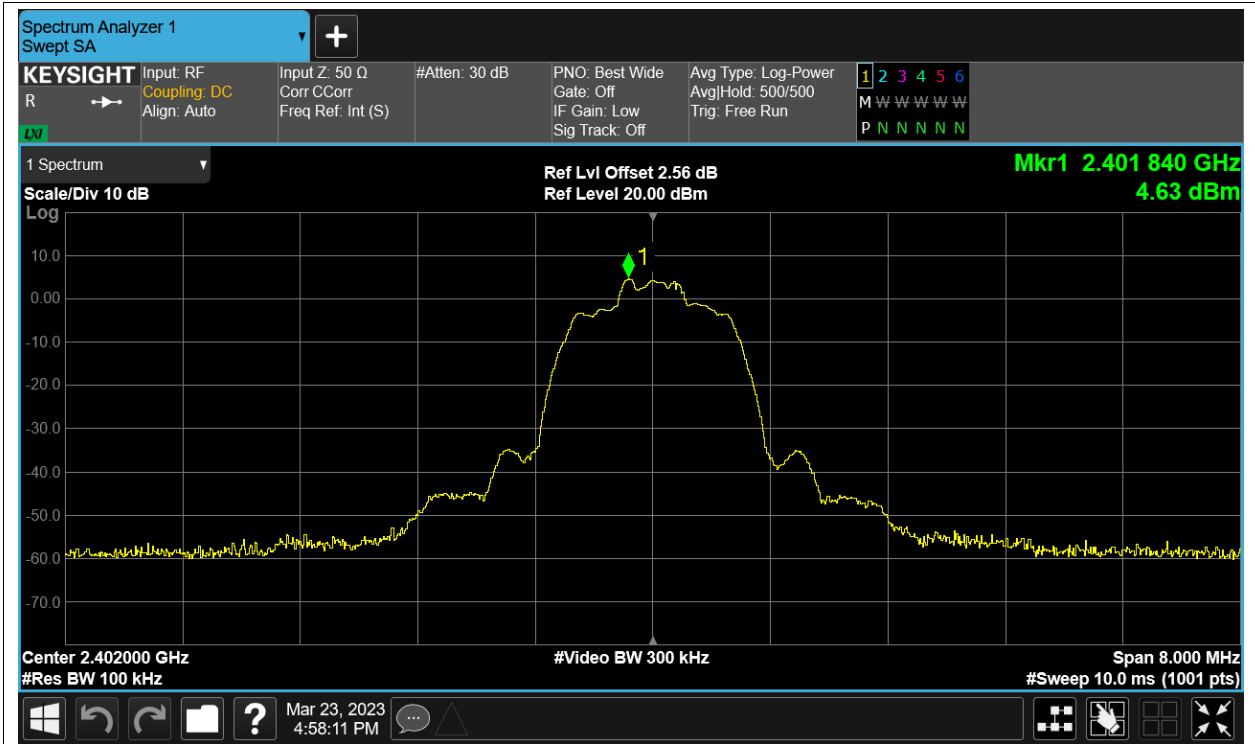 Spectrum Analyzer 1
Swept SA
+
KEYSIGHT
R
LXI
Input: RF
Coupling: DC
Align: Auto
Input Z: 50 Ω
Corr CCorr
Freq Ref: Int (S)
#Atten: 30 dB
PNO: Best Wide
Gate: Off
IF Gain: Low
Sig Track: Off
Avg Type: Log-Power
Avg|Hold: 500/500
Trig: Free Run
1 2 3 4 5 6
M W W W W W
P N N N N N
1 Spectrum
Scale/Div 10 dB
Log
Ref Lvl Offset 2.56 dB
Ref Level 20.00 dBm
Mkr1 2.401 840 GHz
4.63 dBm
1
10.0
0.00
-10.0
-20.0
-30.0
-40.0
-50.0
-60.0
-70.0
Center 2.402000 GHz
#Res BW 100 kHz
#Video BW 300 kHz
Span 8.000 MHz
#Sweep 10.0 ms (1001 pts)
?
Mar 23, 2023
4:58:11 PM